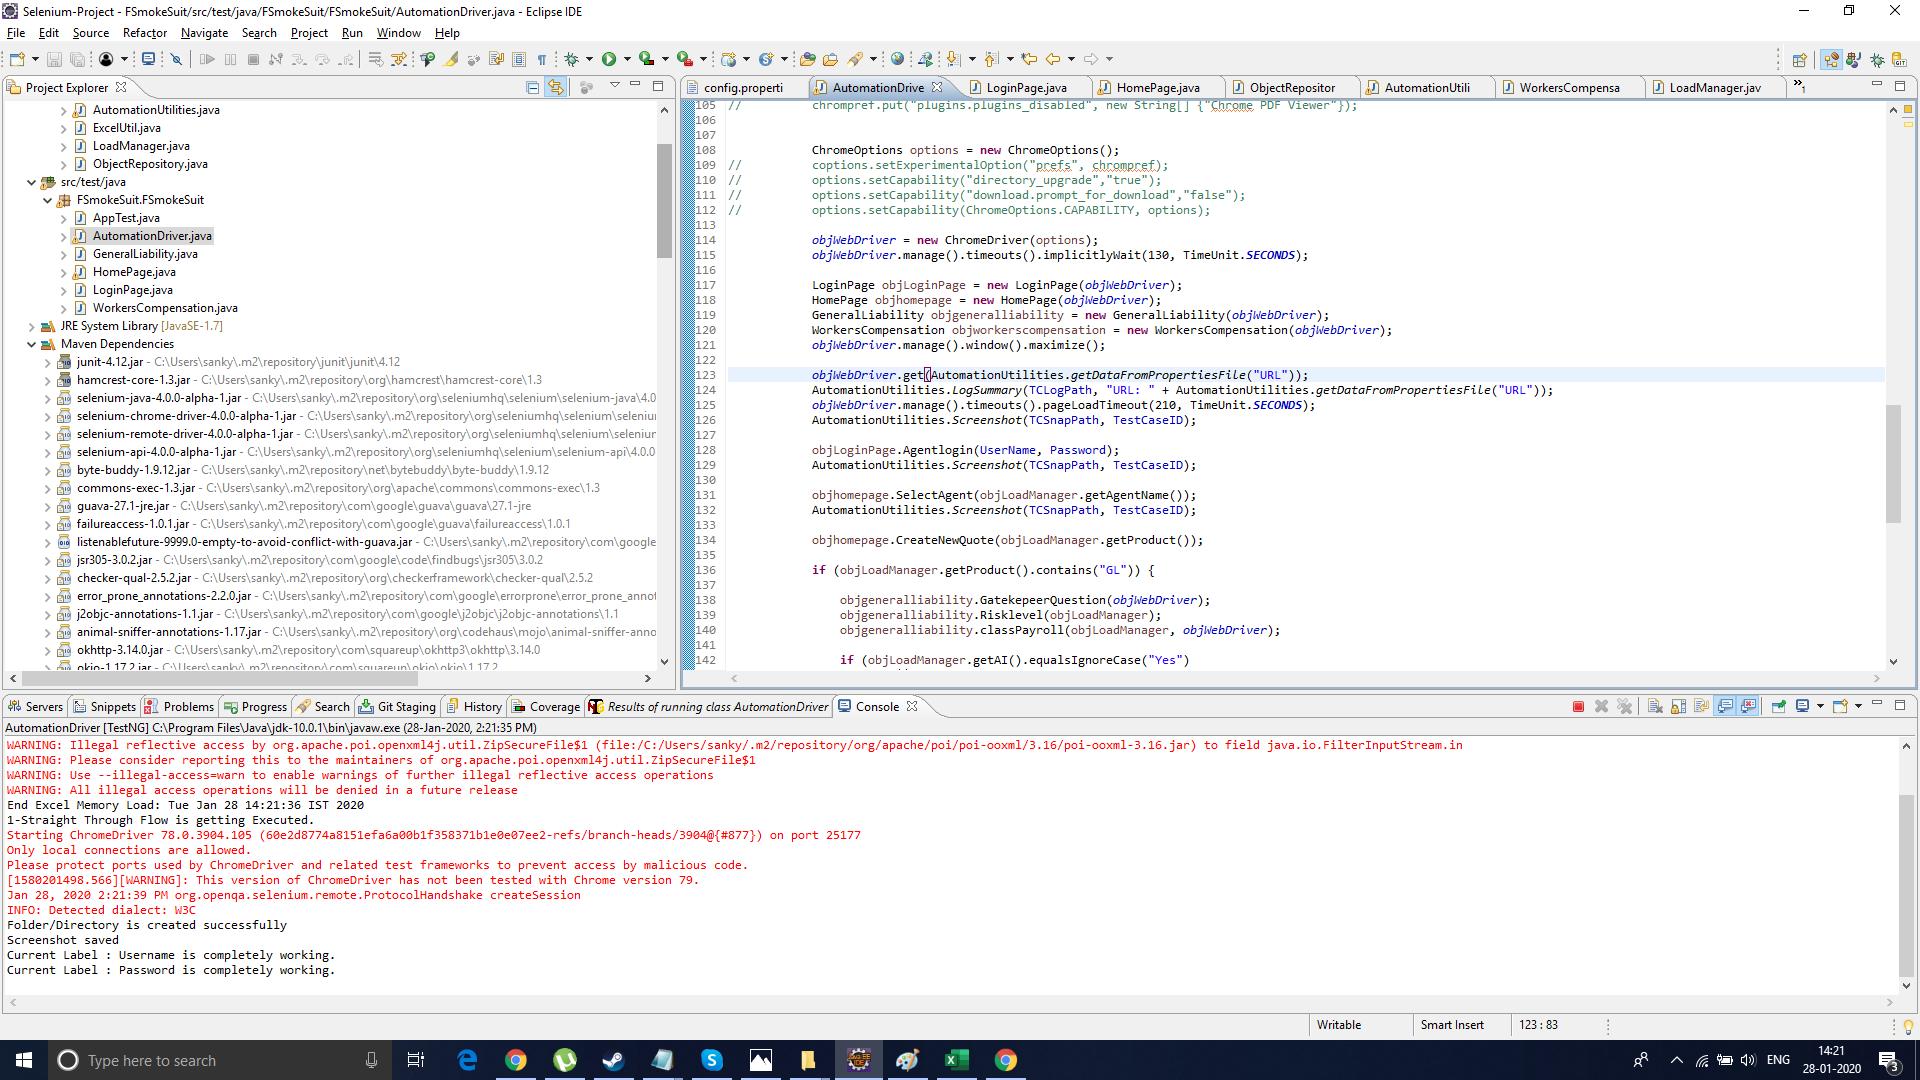 Selenium-Project - FSmokeSuit/src/test/java/FSmokeSuit/FSmokeSuit/AutomationDriver.java - Eclipse IDE
File Edit Source Refactor Navigate Search Project Run Window Help
Project Explorer
AutomationUtilities.java
ExcelUtil.java
LoadManager.java
ObjectRepository.java
src/test/java
FSmokeSuit.FSmokeSuit
AppTest.java
AutomationDriver.java
GeneralLiability.java
HomePage.java
LoginPage.java
WorkersCompensation.java
JRE System Library [JavaSE-1.7]
Maven Dependencies
junit-4.12.jar - C:\Users\sanky\.m2\repository\junit\junit\4.12
hamcrest-core-1.3.jar - C:\Users\sanky\.m2\repository\org\hamcrest\hamcrest-core\1.3
selenium-java-4.0.0-alpha-1.jar - C:\Users\sanky\.m2\repository\org\seleniumhq\selenium\selenium-java\4.0
selenium-chrome-driver-4.0.0-alpha-1.jar - C:\Users\sanky\.m2\repository\org\seleniumhq\selenium
selenium-remote-driver-4.0.0-alpha-1.jar - C:\Users\sanky\.m2\repository\org\seleniumhq\selenium
selenium-api-4.0.0-alpha-1.jar - C:\Users\sanky\.m2\repository\org\seleniumhq\selenium\selenium-api\4.0.0
byte-buddy-1.9.12.jar - C:\Users\sanky\.m2\repository\net\bytebuddy\byte-buddy\1.9.12
commons-exec-1.3.jar - C:\Users\sanky\.m2\repository\org\apache\commons\commons-exec\1.3
guava-27.1-jre.jar - C:\Users\sanky\.m2\repository\com\google\guava\guava\27.1-jre
failureaccess-1.0.1.jar - C:\Users\sanky\.m2\repository\com\google\guava\failureaccess\1.0.1
listenablefuture-9999.0-empty-to-avoid-conflict-with-guava.jar - C:\Users\sanky\.m2\repository\com\google
jsr305-3.0.2.jar - C:\Users\sanky\.m2\repository\com\google\code\findbugs\jsr305\3.0.2
checker-qual-2.5.2.jar - C:\Users\sanky\.m2\repository\org\checkerframework\checker-qual\2.5.2
error_prone_annotations-2.2.0.jar - C:\Users\sanky\.m2\repository\com\google\errorprone\error_prone_annot
j2objc-annotations-1.1.jar - C:\Users\sanky\.m2\repository\com\google\j2objc\j2objc-annotations\1.1
animal-sniffer-annotations-1.17.jar - C:\Users\sanky\.m2\repository\org\codehaus\mojo\animal-sniffer-anno
okhttp-3.14.0.jar - C:\Users\sanky\.m2\repository\com\squareup\okhttp3\okhttp\3.14.0
okio-1.17.2.jar - C:\Users\sanky\.m2\repository\com\squareup\okio\okio\1.17.2
config.properti AutomationDrive LoginPage.java HomePage.java ObjectRepositor AutomationUtili WorkersCompensa LoadManager.jav »1
105 // chrompref.put("plugins.plugins_disabled", new String[] {"Chrome PDF Viewer"});
106
107
108 ChromeOptions options = new ChromeOptions();
109 // coptions.setExperimentalOption("prefs", chrompref);
110 // options.setCapability("directory_upgrade","true");
111 // options.setCapability("download.prompt_for_download","false");
112 // options.setCapability(ChromeOptions.CAPABILITY, options);
113
114 objWebDriver = new ChromeDriver(options);
115 objWebDriver.manage().timeouts().implicitlyWait(130, TimeUnit.SECONDS);
116
117 LoginPage objLoginPage = new LoginPage(objWebDriver);
118 HomePage objhomepage = new HomePage(objWebDriver);
119 GeneralLiability objgeneralliability = new GeneralLiability(objWebDriver);
120 WorkersCompensation objworkerscompensation = new WorkersCompensation(objWebDriver);
121 objWebDriver.manage().window().maximize();
122
123 objWebDriver.get(AutomationUtilities.getDataFromPropertiesFile("URL"));
124 AutomationUtilities.LogSummary(TCLogPath, "URL: " + AutomationUtilities.getDataFromPropertiesFile("URL"));
125 objWebDriver.manage().timeouts().pageLoadTimeout(210, TimeUnit.SECONDS);
126 AutomationUtilities.Screenshot(TCSnapPath, TestCaseID);
127
128 objLoginPage.Agentlogin(UserName, Password);
129 AutomationUtilities.Screenshot(TCSnapPath, TestCaseID);
130
131 objhomepage.SelectAgent(objLoadManager.getAgentName());
132 AutomationUtilities.Screenshot(TCSnapPath, TestCaseID);
133
134 objhomepage.CreateNewQuote(objLoadManager.getProduct());
135
136 if (objLoadManager.getProduct().contains("GL")) {
137
138 objgeneralliability.GatekepeerQuestion(objWebDriver);
139 objgeneralliability.Risklevel(objLoadManager);
140 objgeneralliability.classPayroll(objLoadManager, objWebDriver);
141
142 if (objLoadManager.getAI().equalsIgnoreCase("Yes")
Servers Snippets Problems Progress Search Git Staging History Coverage Results of running class AutomationDriver Console
AutomationDriver [TestNG] C:\Program Files\Java\jdk-10.0.1\bin\javaw.exe (28-Jan-2020, 2:21:35 PM)
WARNING: Illegal reflective access by org.apache.poi.openxml4j.util.ZipSecureFile$1 (file:/C:/Users/sanky/.m2/repository/org/apache/poi/poi-ooxml/3.16/poi-ooxml-3.16.jar) to field java.io.FilterInputStream.in
WARNING: Please consider reporting this to the maintainers of org.apache.poi.openxml4j.util.ZipSecureFile$1
WARNING: Use --illegal-access=warn to enable warnings of further illegal reflective access operations
WARNING: All illegal access operations will be denied in a future release
End Excel Memory Load: Tue Jan 28 14:21:36 IST 2020
1-Straight Through Flow is getting Executed.
Starting ChromeDriver 78.0.3904.105 (60e2d8774a8151efa6a00b1f358371b1e0e07ee2-refs/branch-heads/3904@{#877}) on port 25177
Only local connections are allowed.
Please protect ports used by ChromeDriver and related test frameworks to prevent access by malicious code.
[1580201498.566][WARNING]: This version of ChromeDriver has not been tested with Chrome version 79.
Jan 28, 2020 2:21:39 PM org.openqa.selenium.remote.ProtocolHandshake createSession
INFO: Detected dialect: W3C
Folder/Directory is created successfully
Screenshot saved
Current Label : Username is completely working.
Current Label : Password is completely working.
Writable Smart Insert 123 : 83
Type here to search
ENG
14:21
28-01-2020
3